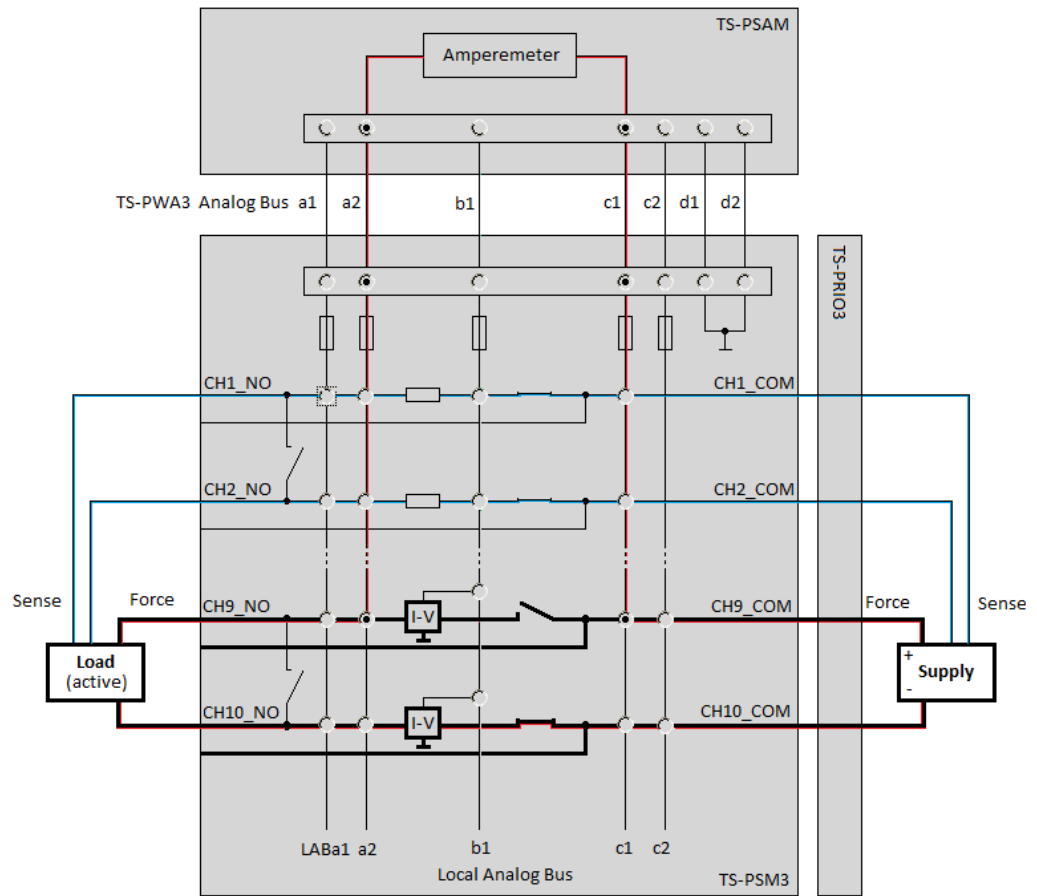 TS-PSAM
Amperemeter
TS-PWA3 Analog Bus a1 a2 b1 c1 c2 d1 d2
TS-PRIO3
CH1_NO CH1_COM
CH2_NO CH2_COM
Sense Force CH9_NO I-V CH9_COM Force Sense
Load
(active)
+
Supply
-
CH10_NO I-V CH10_COM
LABa1 a2 b1 c1 c2
Local Analog Bus
TS-PSM3